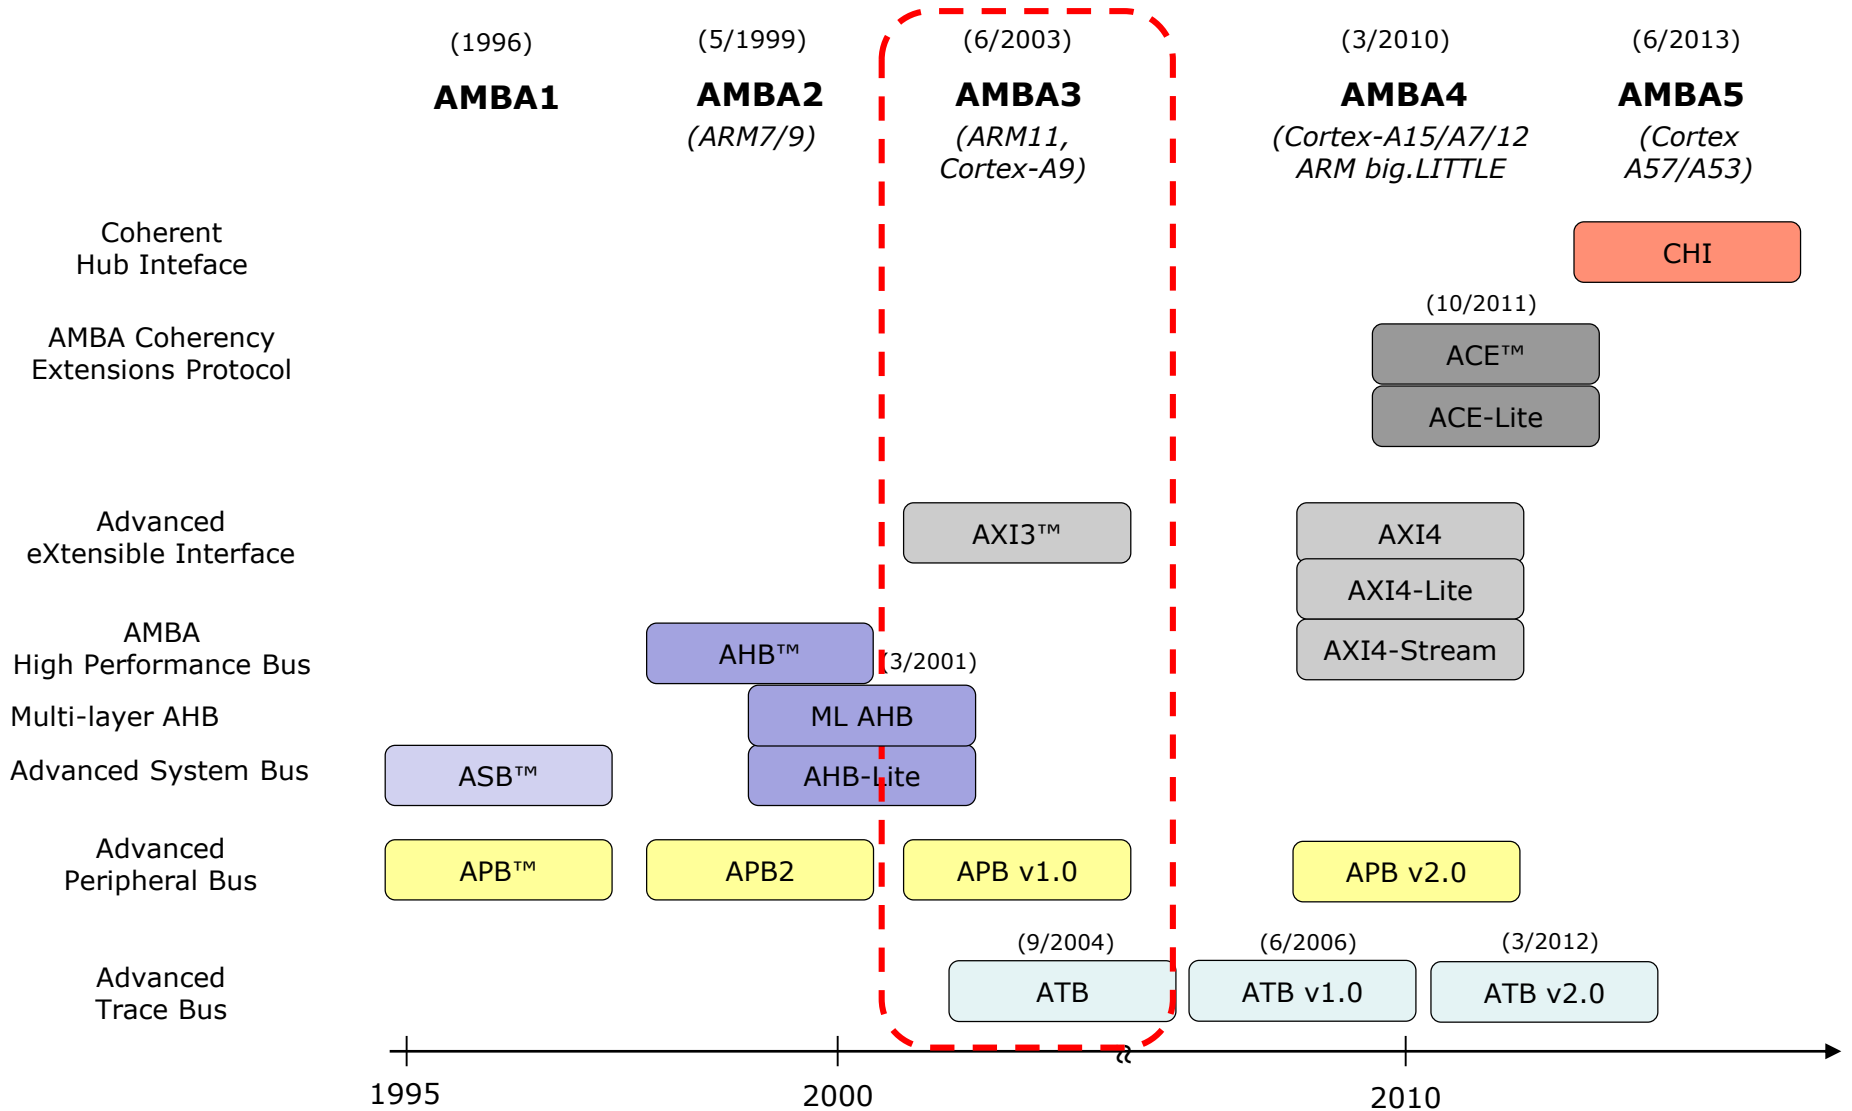 (1996)
(5/1999)
(6/2003)
(3/2010)
(6/2013)
AMBA1
AMBA2
AMBA3
AMBA4
AMBA5
(ARM7/9)
(ARM11,
Cortex-A9)
(Cortex-A15/A7/12
ARM big.LITTLE
(Cortex
A57/A53)
Coherent
Hub Inteface
CHI
(10/2011)
AMBA Coherency
Extensions Protocol
ACE™
ACE-Lite
Advanced
eXtensible Interface
AXI3™
AXI4
AXI4-Lite
AXI4-Stream
AMBA
High Performance Bus
AHB™
(3/2001)
Multi-layer AHB
ML AHB
Advanced System Bus
ASB™
AHB-Lite
Advanced
Peripheral Bus
APB™
APB2
APB v1.0
APB v2.0
(9/2004)
(6/2006)
(3/2012)
Advanced
Trace Bus
ATB
ATB v1.0
ATB v2.0
1995
2000
2010